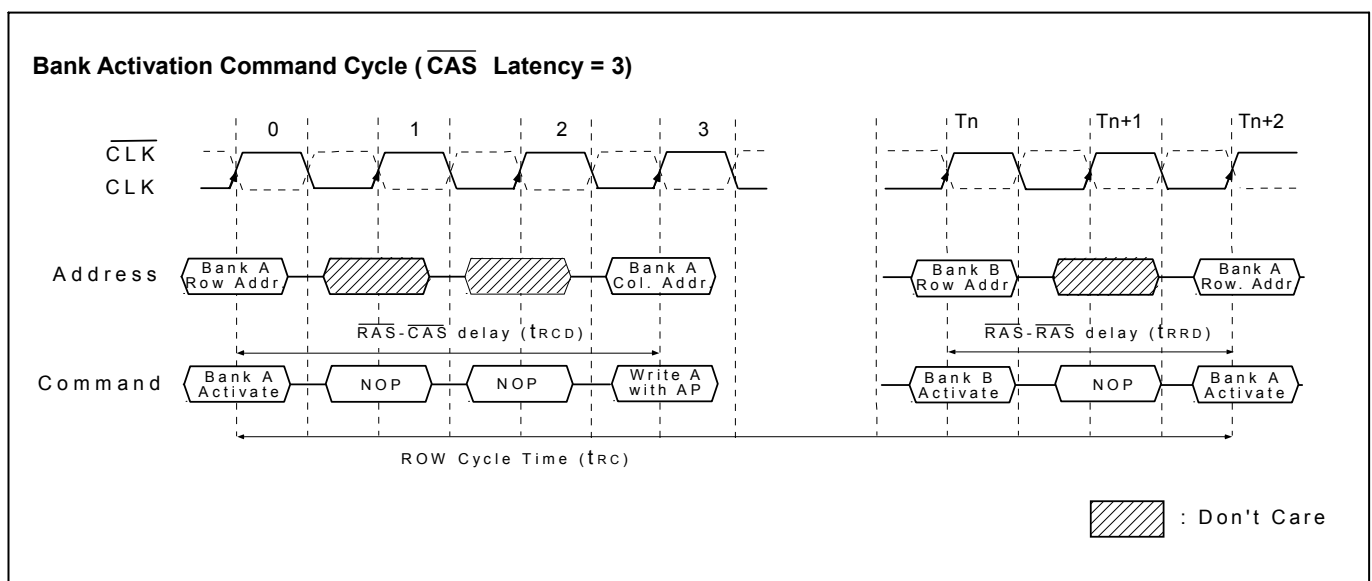 Bank Activation Command Cycle ( CAS Latency = 3)
0 1 2 3 Tn Tn+1 Tn+2
CLK
CLK
Address
Bank A
Row Addr.
Bank A
Col. Addr.
Bank B
Row Addr
Bank A
Row. Addr
RAS-CAS delay (tRCD)
RAS-RAS delay (tRRD)
Command
Bank A
Activate
NOP
NOP
Write A
with AP
Bank B
Activate
NOP
Bank A
Activate
ROW Cycle Time (tRC)
: Don't Care